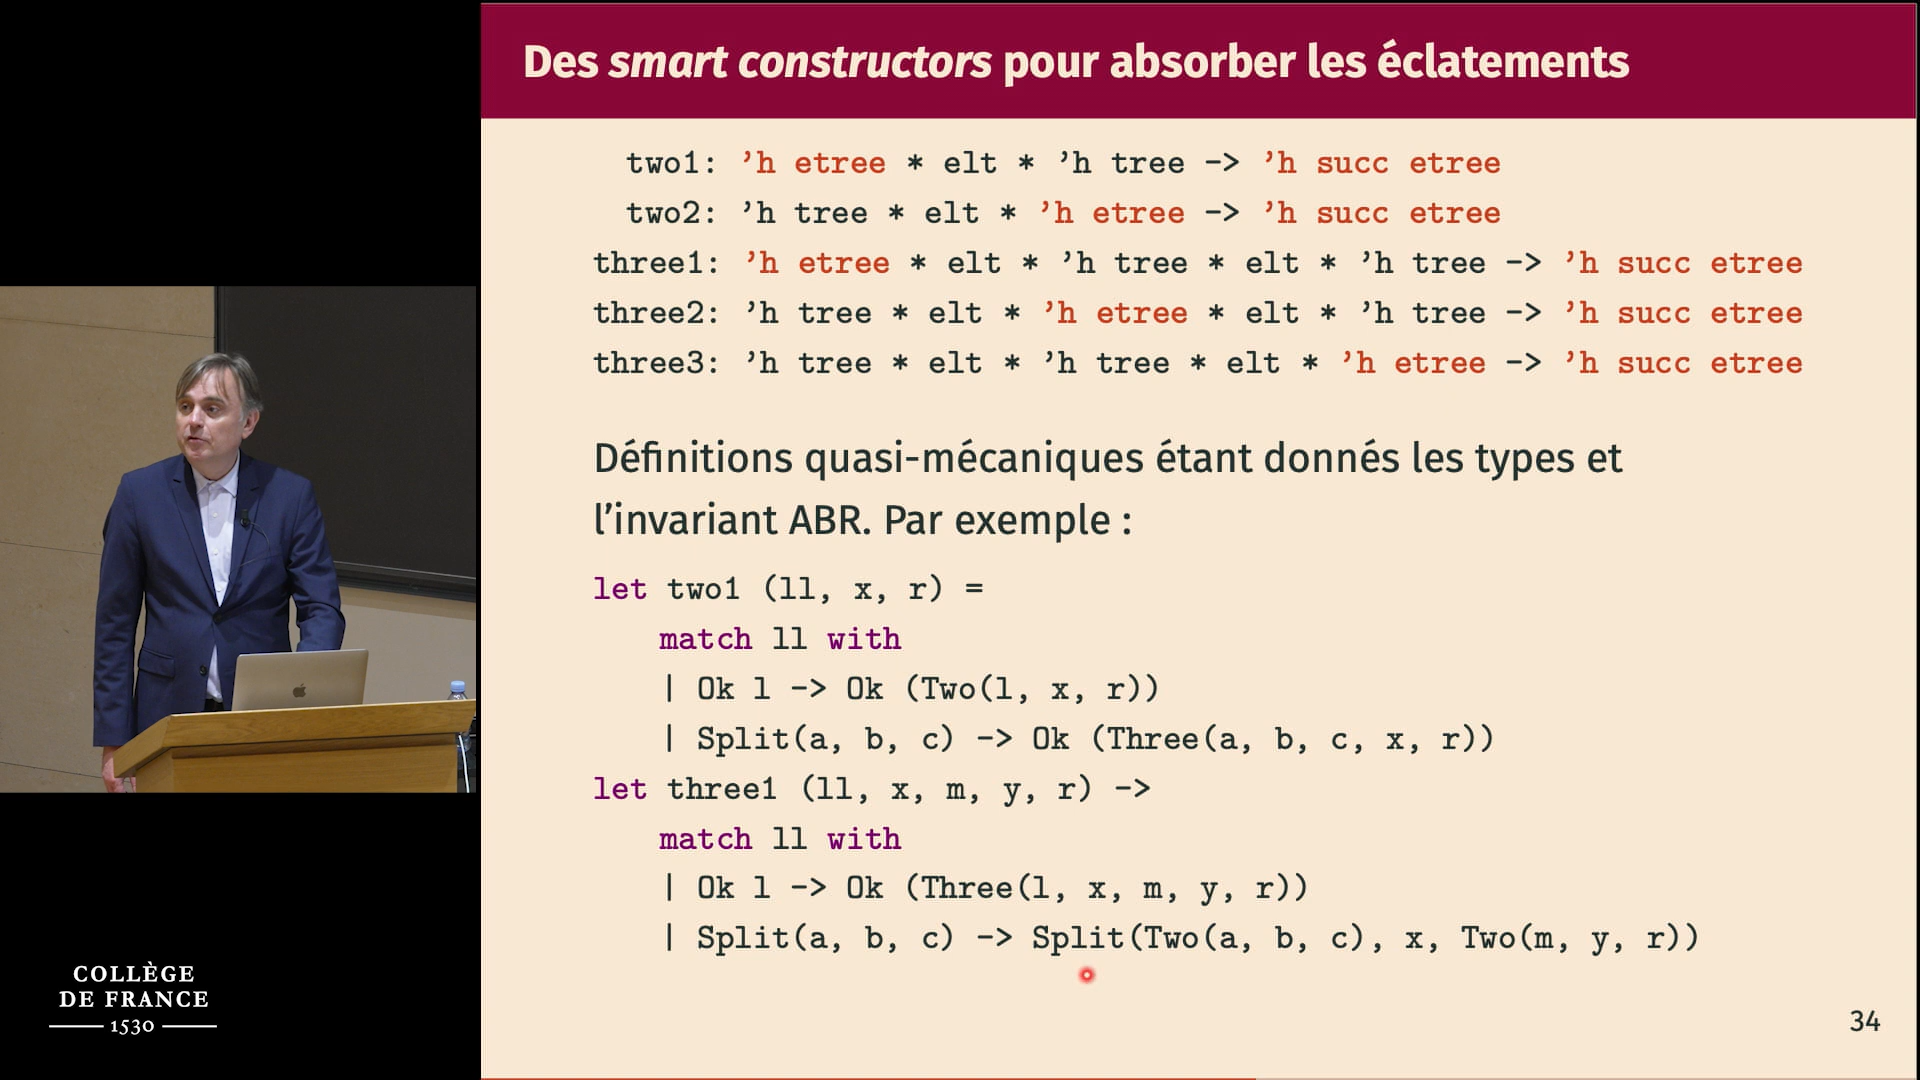 Des smart constructors pour absorber les éclatements
two1: ’h etree * elt * ’h tree -> ’h succ etree
two2: ’h tree * elt * ’h etree -> ’h succ etree
three1: ’h etree * elt * ’h tree * elt * ’h tree -> ’h succ etree
three2: ’h tree * elt * ’h etree * elt * ’h tree -> ’h succ etree
three3: ’h tree * elt * ’h tree * elt * ’h etree -> ’h succ etree
Définitions quasi-mécaniques étant donnés les types et
l’invariant ABR. Par exemple :
let two1 (ll, x, r) =
match ll with
| Ok l -> Ok (Two(l, x, r))
| Split(a, b, c) -> Ok (Three(a, b, c, x, r))
let three1 (ll, x, m, y, r) ->
match ll with
| Ok l -> Ok (Three(l, x, m, y, r))
| Split(a, b, c) -> Split(Two(a, b, c), x, Two(m, y, r))
34
COLLÈGE
DE FRANCE
1530